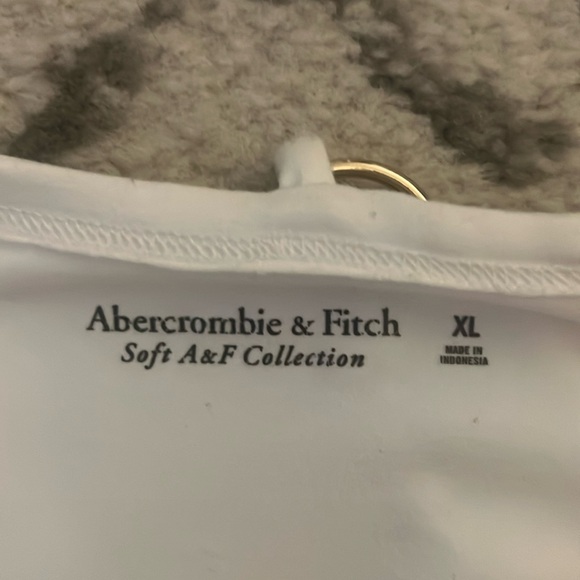 Abercrombie & Fitch
Soft A&F Collection
XL
MADE IN
INDONESIA